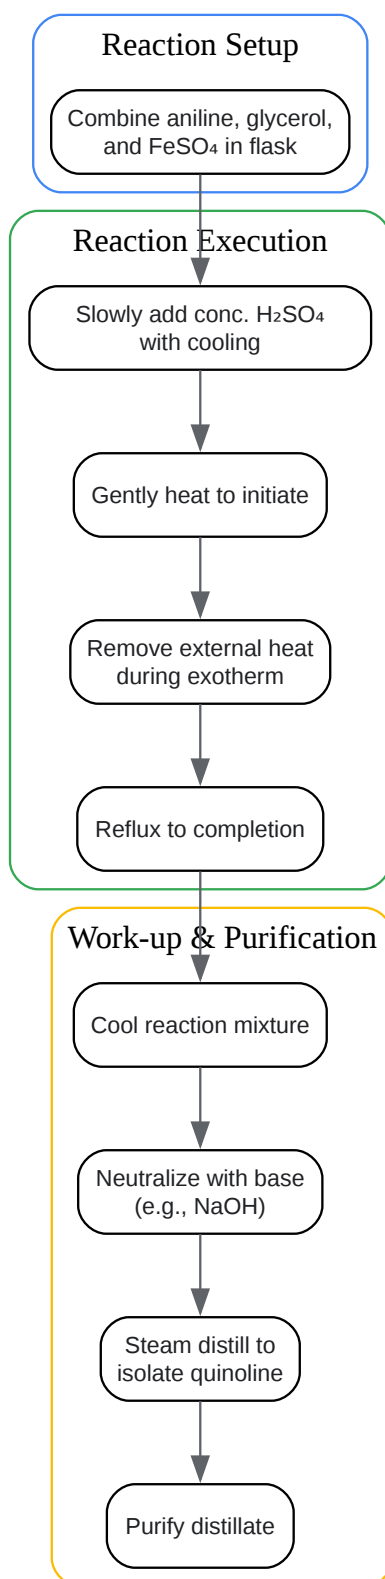 Reaction Setup
Combine aniline, glycerol,
and FeSO₄ in flask
Reaction Execution
Slowly add conc. H₂SO₄
with cooling
Gently heat to initiate
Remove external heat
during exotherm
Reflux to completion
Work-up & Purification
Cool reaction mixture
Neutralize with base
(e.g., NaOH)
Steam distill to
isolate quinoline
Purify distillate